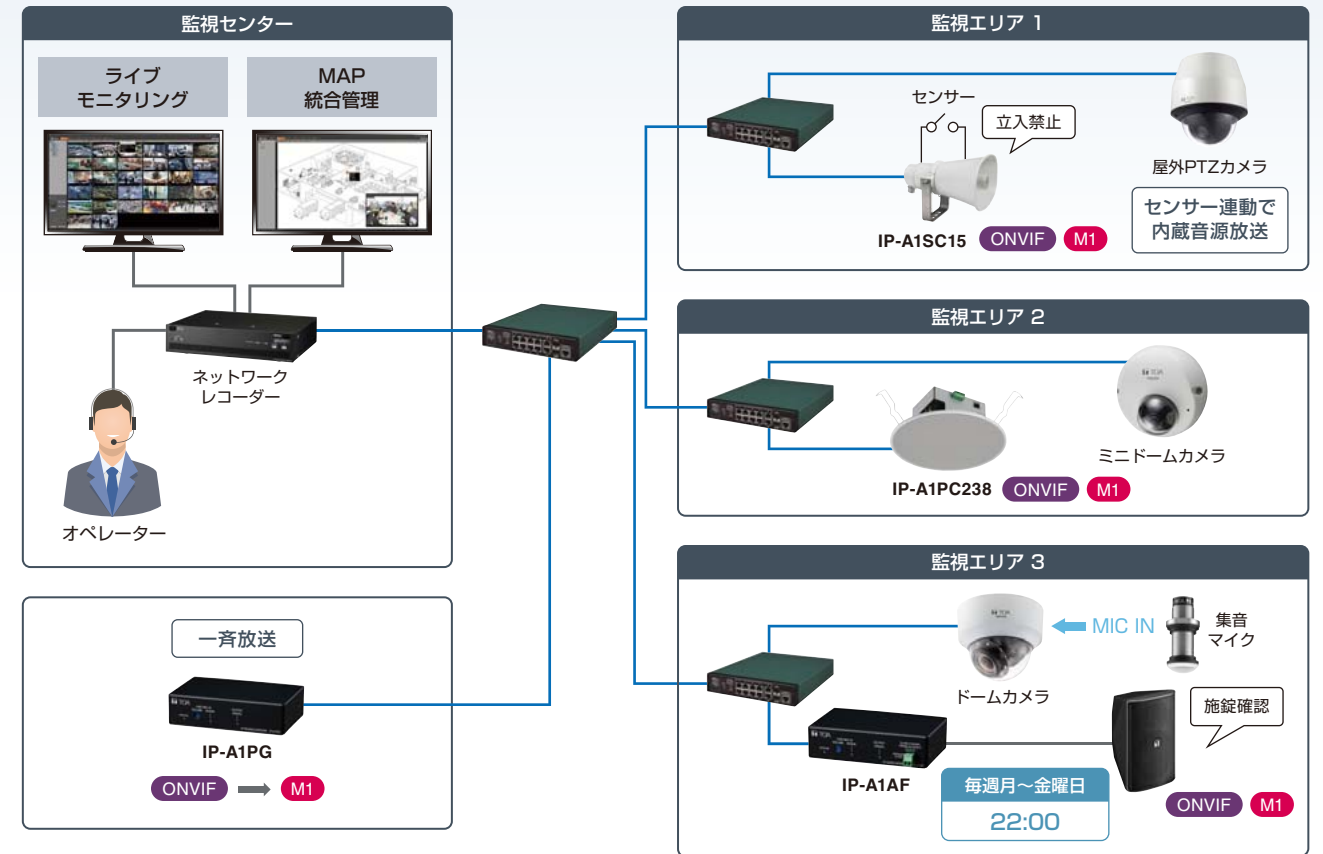 監視センター
ライブ
モニタリング
MAP
統合管理
ネットワーク
レコーダー
オペレーター
一斉放送
TOA
IP-A1PG
ONVIF
M1
監視エリア 1
センサー
立入禁止
屋外PTZカメラ
センサー連動で
内蔵音源放送
IP-A1SC15
ONVIF
M1
監視エリア 2
TOA
ミニドームカメラ
IP-A1PC238
ONVIF
M1
監視エリア 3
TOA
MIC IN
集音
マイク
ドームカメラ
施錠確認
TOA
IP-A1AF
毎週月~金曜日
22:00
ONVIF
M1